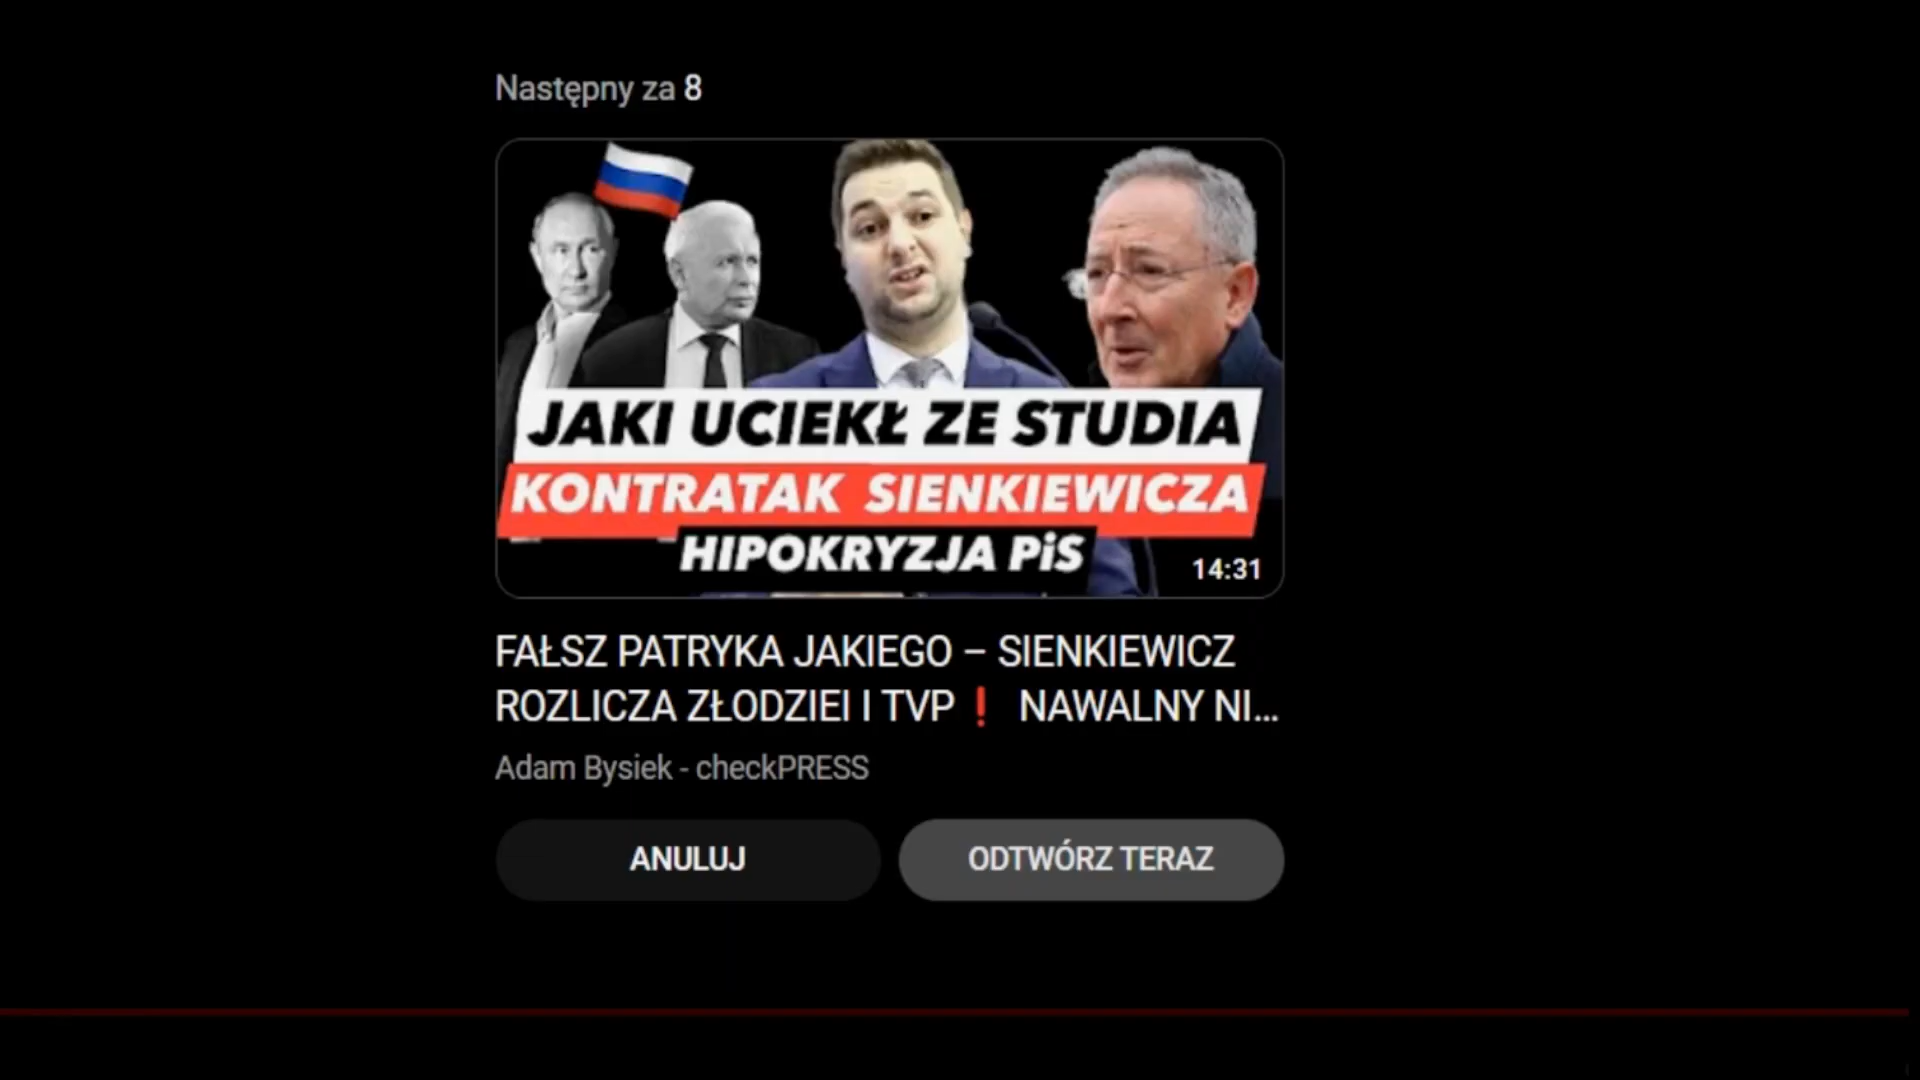 Następny za 8
JAKI UCIEKŁ ZE STUDIA
KONTRATAK SIENKIEWICZA
HIPOKRYZJA PiS
14:31
FAŁSZ PATRYKA JAKIEGO – SIENKIEWICZ
ROZLICZA ZŁODZIEI I TVP❗ NAWALNY NI...
Adam Bysiek - checkPRESS
ANULUJ
ODTWÓRZ TERAZ